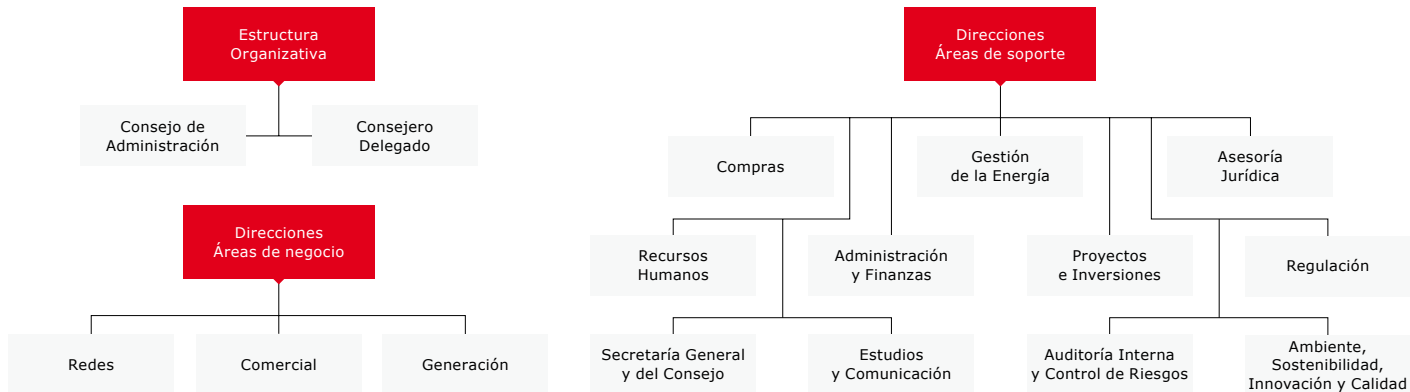 Estructura
Organizativa
Consejo de
Administración
Consejero
Delegado
Direcciones
Áreas de negocio
Redes
Comercial
Generación
Direcciones
Áreas de soporte
Compras
Gestión
de la Energía
Asesoría
Jurídica
Recursos
Humanos
Administración
y Finanzas
Proyectos
e Inversiones
Regulación
Secretaría General
y del Consejo
Estudios
y Comunicación
Auditoría Interna
y Control de Riesgos
Ambiente,
Sostenibilidad,
Innovación y Calidad